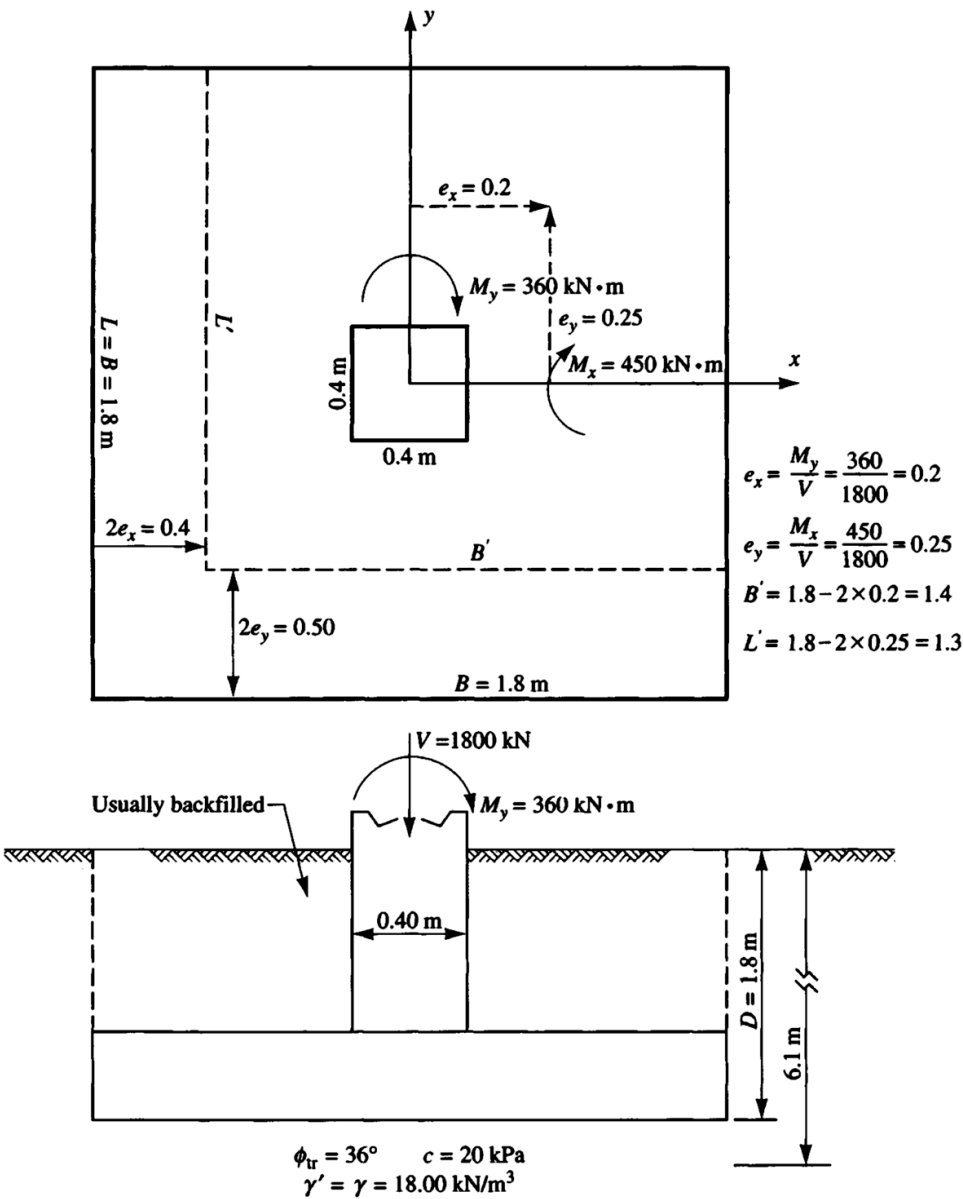 y
e_x = 0.2
M_y = 360 kN•m
e_y = 0.25
M_x = 450 kN•m
x
L = B = 1.8 m
L'
0.4 m
0.4 m
e_x = M_y/V = 360/1800 = 0.2
2e_x = 0.4
B'
e_y = M_x/V = 450/1800 = 0.25
B' = 1.8 − 2 × 0.2 = 1.4
2e_y = 0.50
L' = 1.8 − 2 × 0.25 = 1.3
B = 1.8 m
V = 1800 kN
Usually backfilled
M_y = 360 kN•m
0.40 m
D = 1.8 m
6.1 m
ϕ_tr = 36° c = 20 kPa
γ' = γ = 18.00 kN/m³